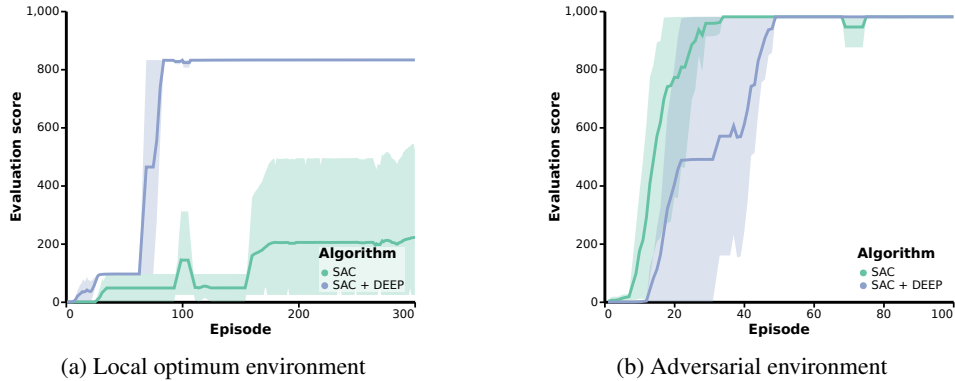 1,000
800
600
400
200
0
Evaluation score
0
100
200
300
Episode
Algorithm
SAC
SAC + DEEP
(a) Local optimum environment
1,000
800
600
400
200
0
Evaluation score
0
20
40
60
80
100
Episode
Algorithm
SAC
SAC + DEEP
(b) Adversarial environment